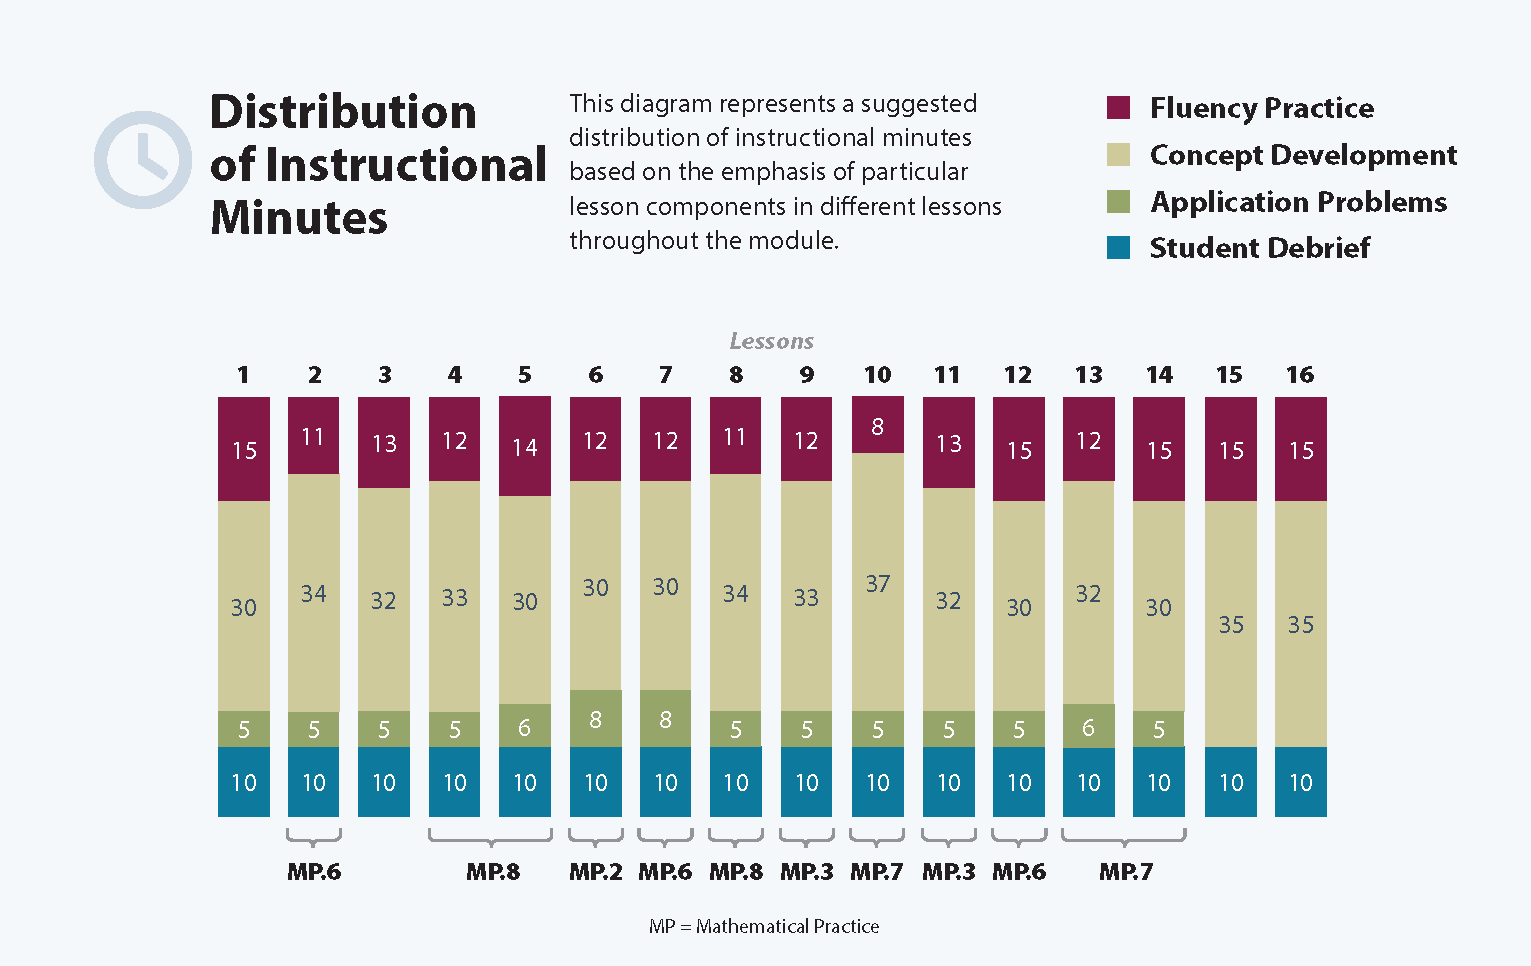 Distribution
of Instructional
Minutes
This diagram represents a suggested
distribution of instructional minutes
based on the emphasis of particular
lesson components in different lessons
throughout the module.
Fluency Practice
Concept Development
Application Problems
Student Debrief
Lessons
1 2 3 4 5 6 7 8 9 10 11 12 13 14 15 16
15 11 13 12 14 12 12 11 12 8 13 15 12 15 15 15
30 34 32 33 30 30 30 34 33 37 32 30 32 30 35 35
5 5 5 5 6 8 8 5 5 5 5 5 6 5
10 10 10 10 10 10 10 10 10 10 10 10 10 10 10 10
MP.6 MP.8 MP.2 MP.6 MP.8 MP.3 MP.7 MP.3 MP.6 MP.7
MP = Mathematical Practice